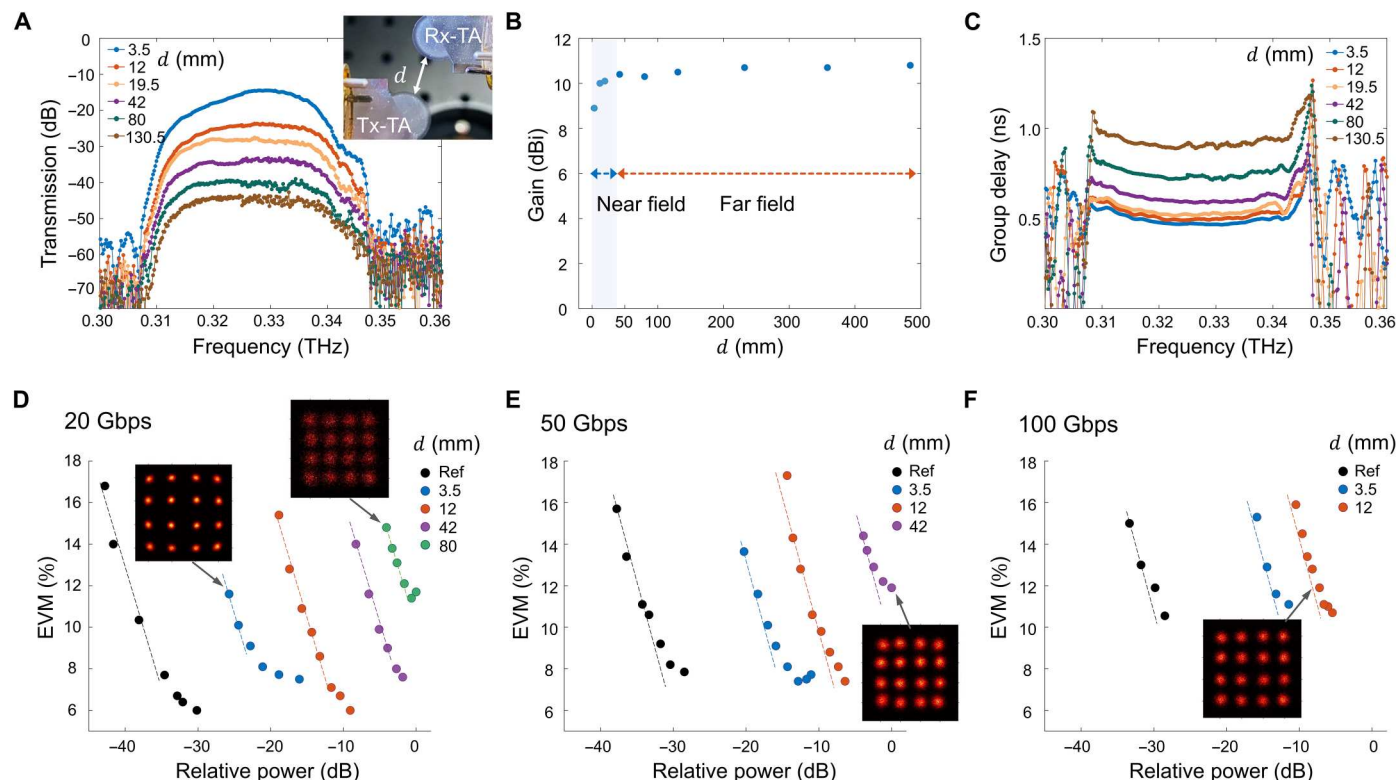 A
0
−10
−20
−30
−40
−50
−60
−70
Transmission (dB)
d (mm)
3.5
12
19.5
42
80
130.5
Rx-TA
d
Tx-TA
0.30
0.31
0.32
0.33
0.34
0.35
0.36
Frequency (THz)
B
12
10
8
6
4
2
0
Gain (dBi)
Near field
Far field
0
50
100
200
300
400
500
d (mm)
C
1.5
1.0
0.5
Group delay (ns)
d (mm)
3.5
12
19.5
42
80
130.5
0.30
0.31
0.32
0.33
0.34
0.35
0.36
Frequency (THz)
D
20 Gbps
18
16
14
12
10
8
6
EVM (%)
d (mm)
Ref
3.5
12
42
80
−40
−30
−20
−10
0
Relative power (dB)
E
50 Gbps
18
16
14
12
10
8
6
EVM (%)
d (mm)
Ref
3.5
12
42
−40
−30
−20
−10
0
Relative power (dB)
F
100 Gbps
18
16
14
12
10
8
6
EVM (%)
d (mm)
Ref
3.5
12
−40
−30
−20
−10
0
Relative power (dB)